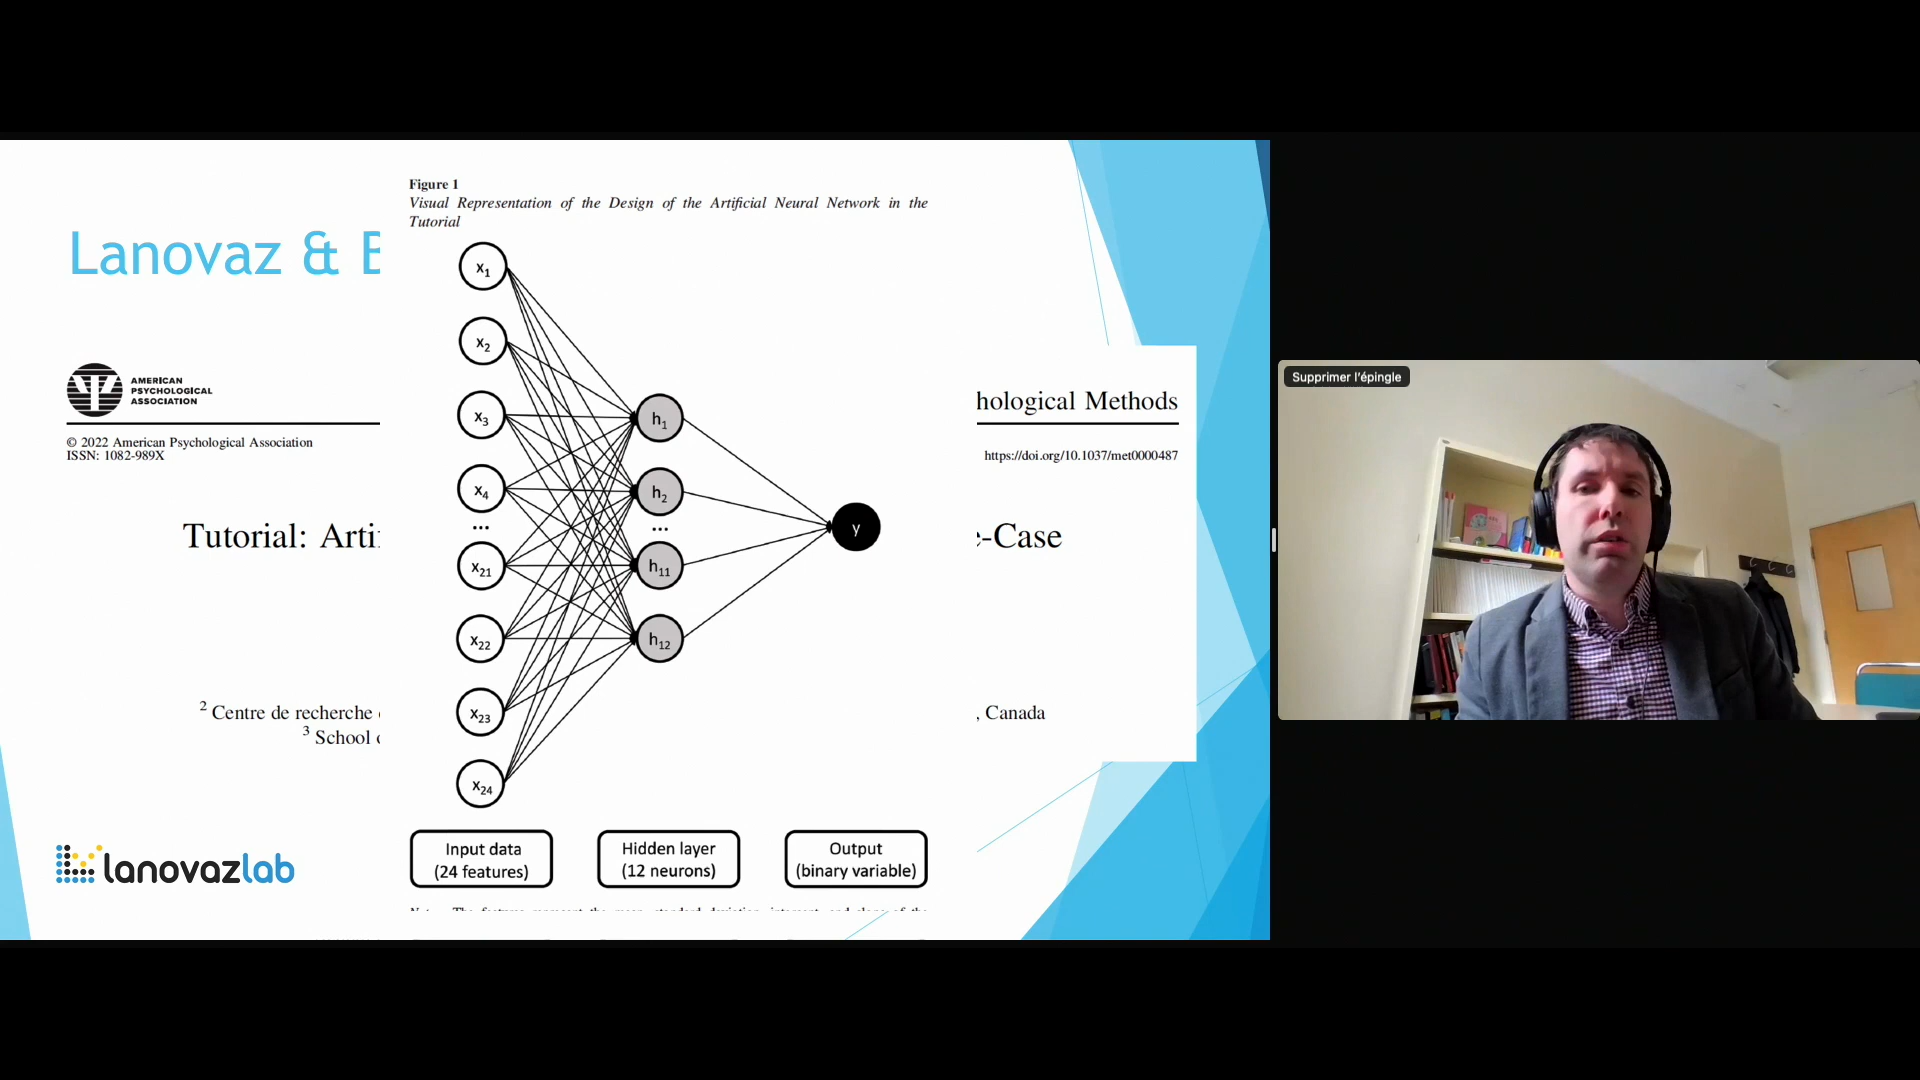 Figure 1
Visual Representation of the Design of the Artificial Neural Network in the
Tutorial
Lanovaz &
AMERICAN
PSYCHOLOGICAL
ASSOCIATION
hological Methods
© 2022 American Psychological Association
ISSN: 1082-989X
https://doi.org/10.1037/met0000487
Tutorial: Arti
-Case
2 Centre de recherche
, Canada
3 School
x1
x2
x3
x4
...
x21
x22
x23
x24
h1
h2
...
h11
h12
y
Input data
(24 features)
Hidden layer
(12 neurons)
Output
(binary variable)
lanovazlab
Supprimer l'épingle